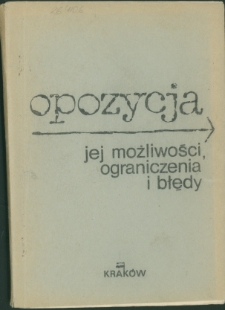 opozycja
jej możliwości,
ograniczenia
i błędy
KRAKÓW